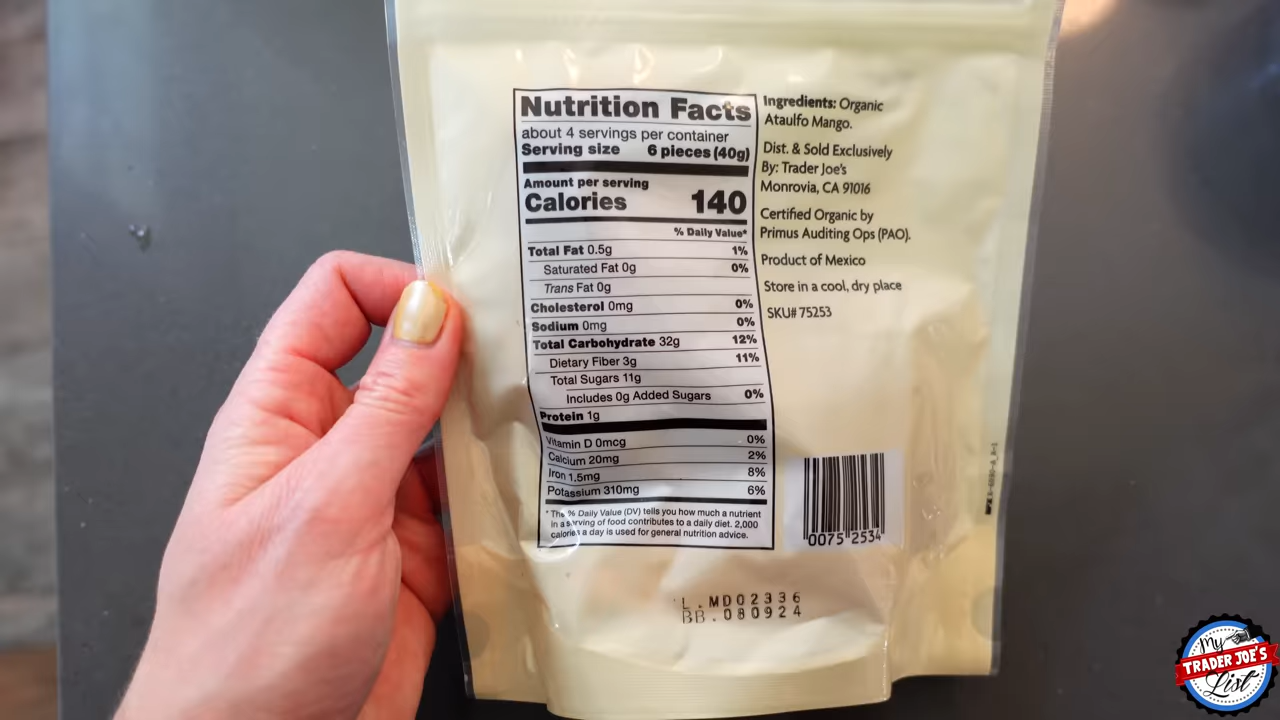 Nutrition Facts
about 4 servings per container
Serving size 6 pieces (40g)
Amount per serving
Calories 140
% Daily Value*
Total Fat 0.5g 1%
Saturated Fat 0g 0%
Trans Fat 0g
Cholesterol 0mg 0%
Sodium 0mg 0%
Total Carbohydrate 32g 12%
Dietary Fiber 3g 11%
Total Sugars 11g
Includes 0g Added Sugars 0%
Protein 1g
Vitamin D 0mcg 0%
Calcium 20mg 2%
Iron 1.5mg 8%
Potassium 310mg 6%
* The % Daily Value (DV) tells you how much a nutrient
in a serving of food contributes to a daily diet. 2,000
calories a day is used for general nutrition advice.
Ingredients: Organic
Ataulfo Mango.
Dist. & Sold Exclusively
By: Trader Joe's
Monrovia, CA 91016
Certified Organic by
Primus Auditing Ops (PAO).
Product of Mexico
Store in a cool, dry place
SKU# 75253
0075 2534
L.MD02336
BB.080924
My
TRADER JOE'S
List